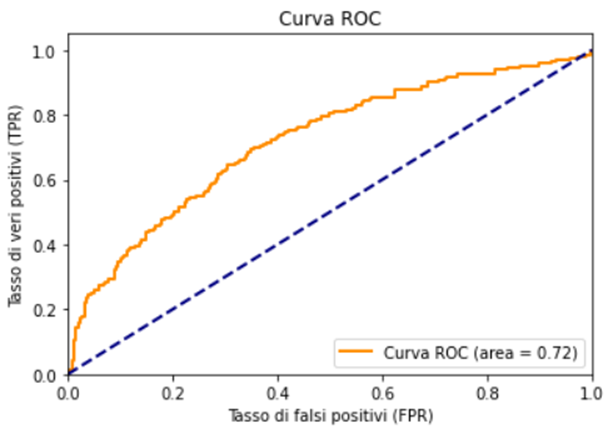 Curva ROC
1.0
0.8
0.6
0.4
0.2
0.0
Tasso di veri positivi (TPR)
Curva ROC (area = 0.72)
0.0 0.2 0.4 0.6 0.8 1.0
Tasso di falsi positivi (FPR)